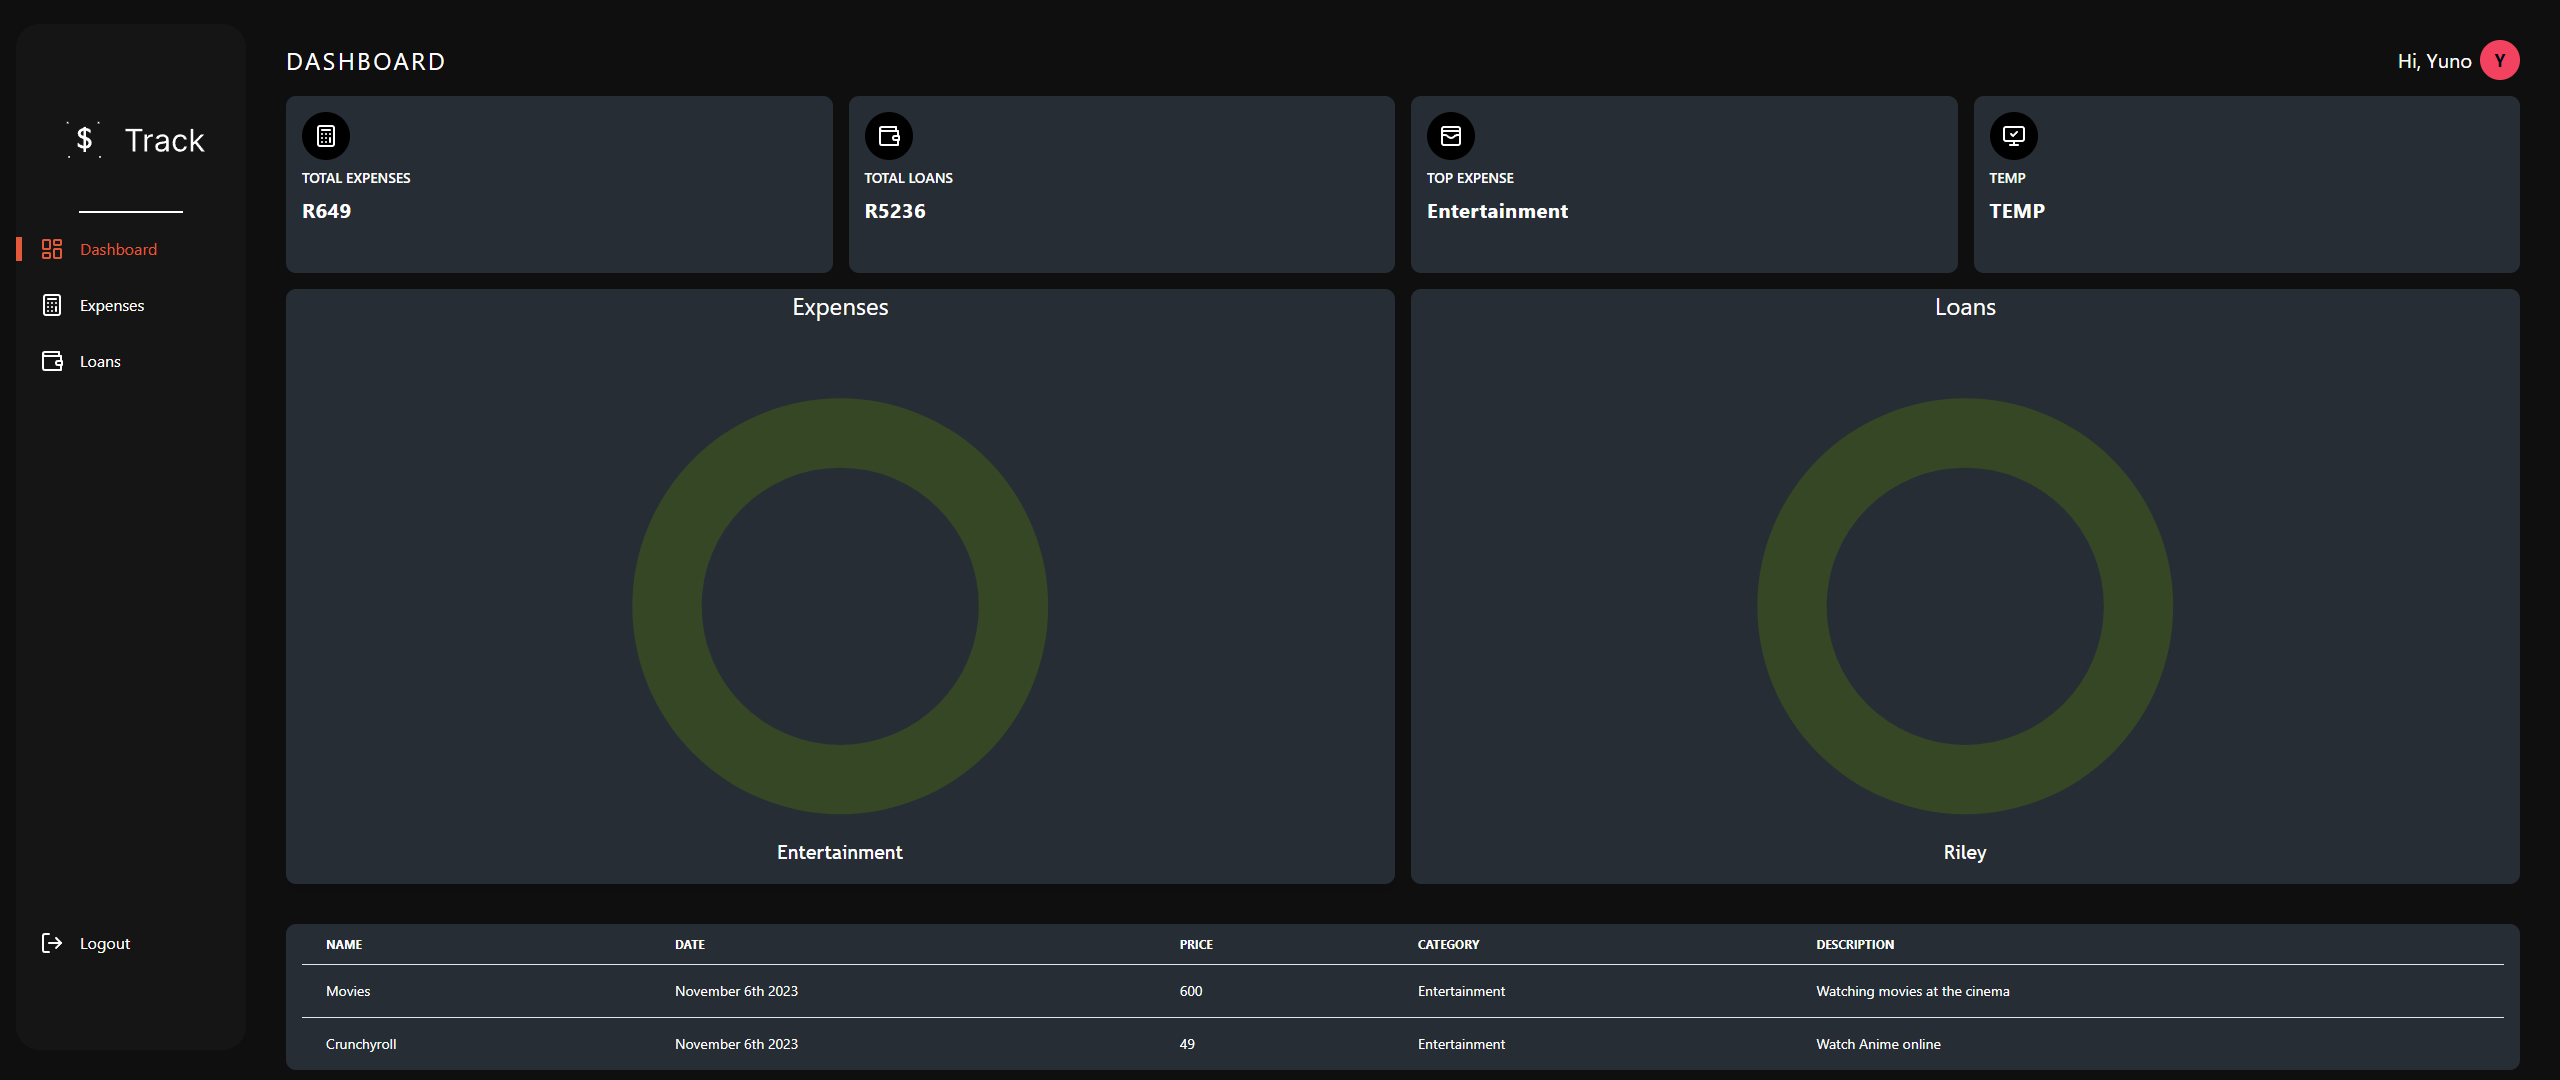 $ Track
Dashboard
Expenses
Loans
Logout
DASHBOARD
Hi, Yuno Y
TOTAL EXPENSES
R649
TOTAL LOANS
R5236
TOP EXPENSE
Entertainment
TEMP
TEMP
Expenses
Entertainment
Loans
Riley
NAME DATE PRICE CATEGORY DESCRIPTION
Movies November 6th 2023 600 Entertainment Watching movies at the cinema
Crunchyroll November 6th 2023 49 Entertainment Watch Anime online